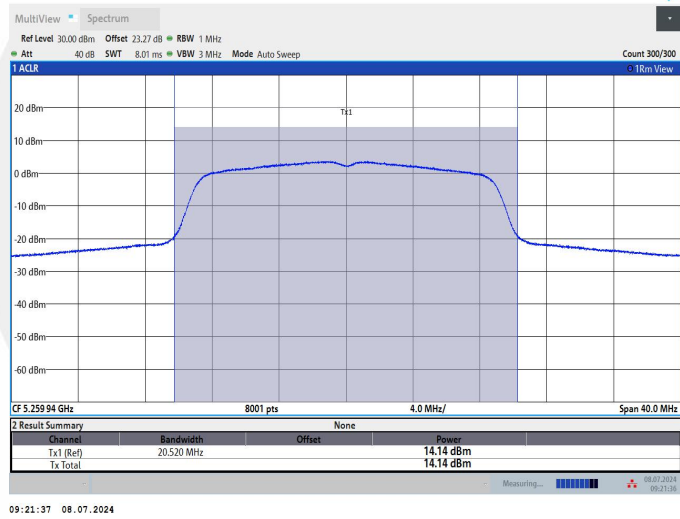 MultiView Spectrum
Ref Level 30.00 dBm Offset 23.27 dB RBW 1 MHz
Att 40 dB SWT 8.01 ms VBW 3 MHz Mode Auto Sweep Count 300/300
1 ACLR 1Rm View
Tx1
20 dBm
10 dBm
0 dBm
-10 dBm
-20 dBm
-30 dBm
-40 dBm
-50 dBm
-60 dBm
CF 5.259 94 GHz 8001 pts 4.0 MHz/ Span 40.0 MHz
2 Result Summary None
Channel Bandwidth Offset Power
Tx1 (Ref) 20.520 MHz 14.14 dBm
Tx Total 14.14 dBm
Measuring... 08.07.2024
09:21:36
09:21:37 08.07.2024